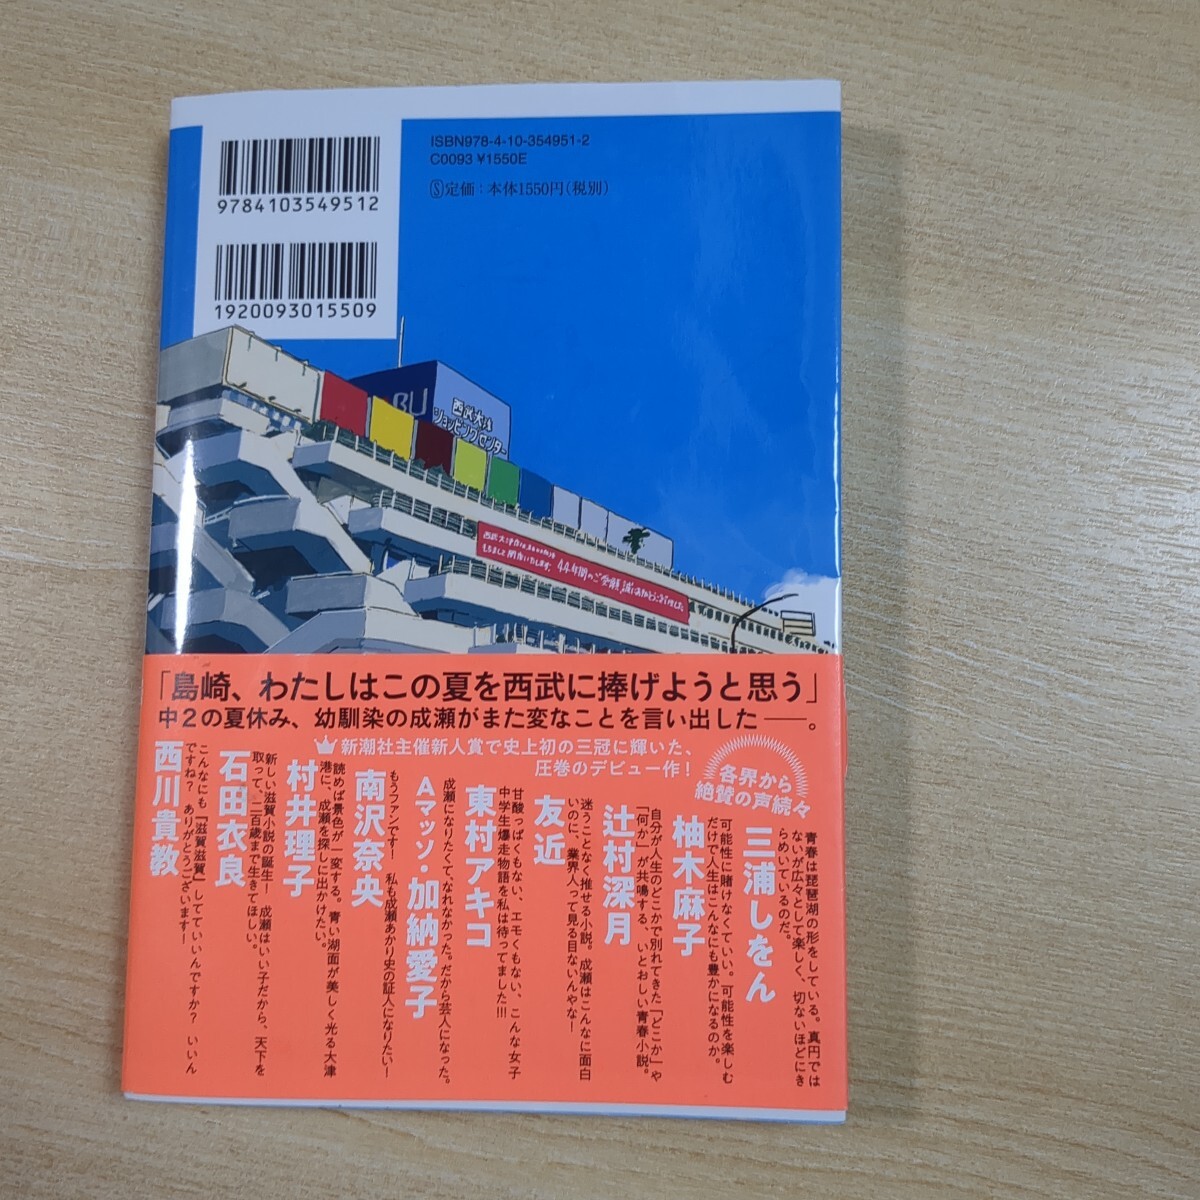 ISBN978-4-10-354951-2
C0093 ¥1550E
Ⓢ定価：本体1550円（税別）
9784103549512
1920093015509
BU
西武大津
ショッピングセンター
44年間のご愛顧、誠にありがとうございました
「島崎、わたしはこの夏を西武に捧げようと思う」
中２の夏休み、幼馴染の成瀬がまた変なことを言い出した――。
新潮社主催新人賞で史上初の三冠に輝いた、
圧巻のデビュー作！
各界から
絶賛の声続々
青春は琵琶湖の形をしている。真円では
ないが広々として楽しく、切ないほどにき
らめいているのだ。
三浦しをん
可能性に賭けなくていい。可能性を楽しむ
だけで人生はこんなにも豊かになるのか。
柚木麻子
自分が人生のどこかで別れてきた「どこか」や
「何か」が共鳴する、いとおしい青春小説。
辻村深月
迷うことなく推せる小説。成瀬はこんなに面白
いのに、業界人って見る目ないんやな！
友近
甘酸っぱくもない、エモくもない、こんな女子
中学生爆走物語を私は待ってました!!!
東村アキコ
成瀬になりたくて、なれなかった。だから芸人になった。
Aマッソ・加納愛子
もうファンです！　私も成瀬あかり史の証人になりたい！
南沢奈央
読めば景色が一変する。青い湖面が美しく光る大津
港に、成瀬を探しに出かけたい。
村井理子
新しい滋賀小説の誕生！　成瀬はいい子だから、天下を
取って、二百歳まで生きてほしい。
石田衣良
こんなにも『滋賀滋賀』してていいんですか？　いいん
ですね？　ありがとうございます！
西川貴教